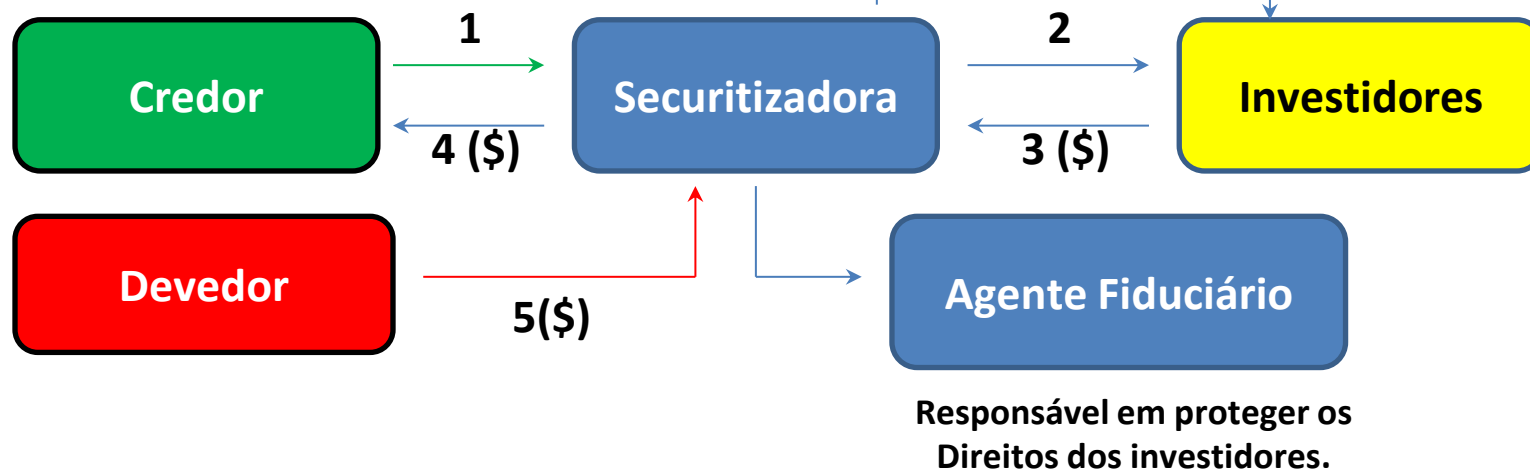 1
2
Credor
Securitizadora
Investidores
4 ($)
3 ($)
Devedor
5($)
Agente Fiduciário
Responsável em proteger os
Direitos dos investidores.